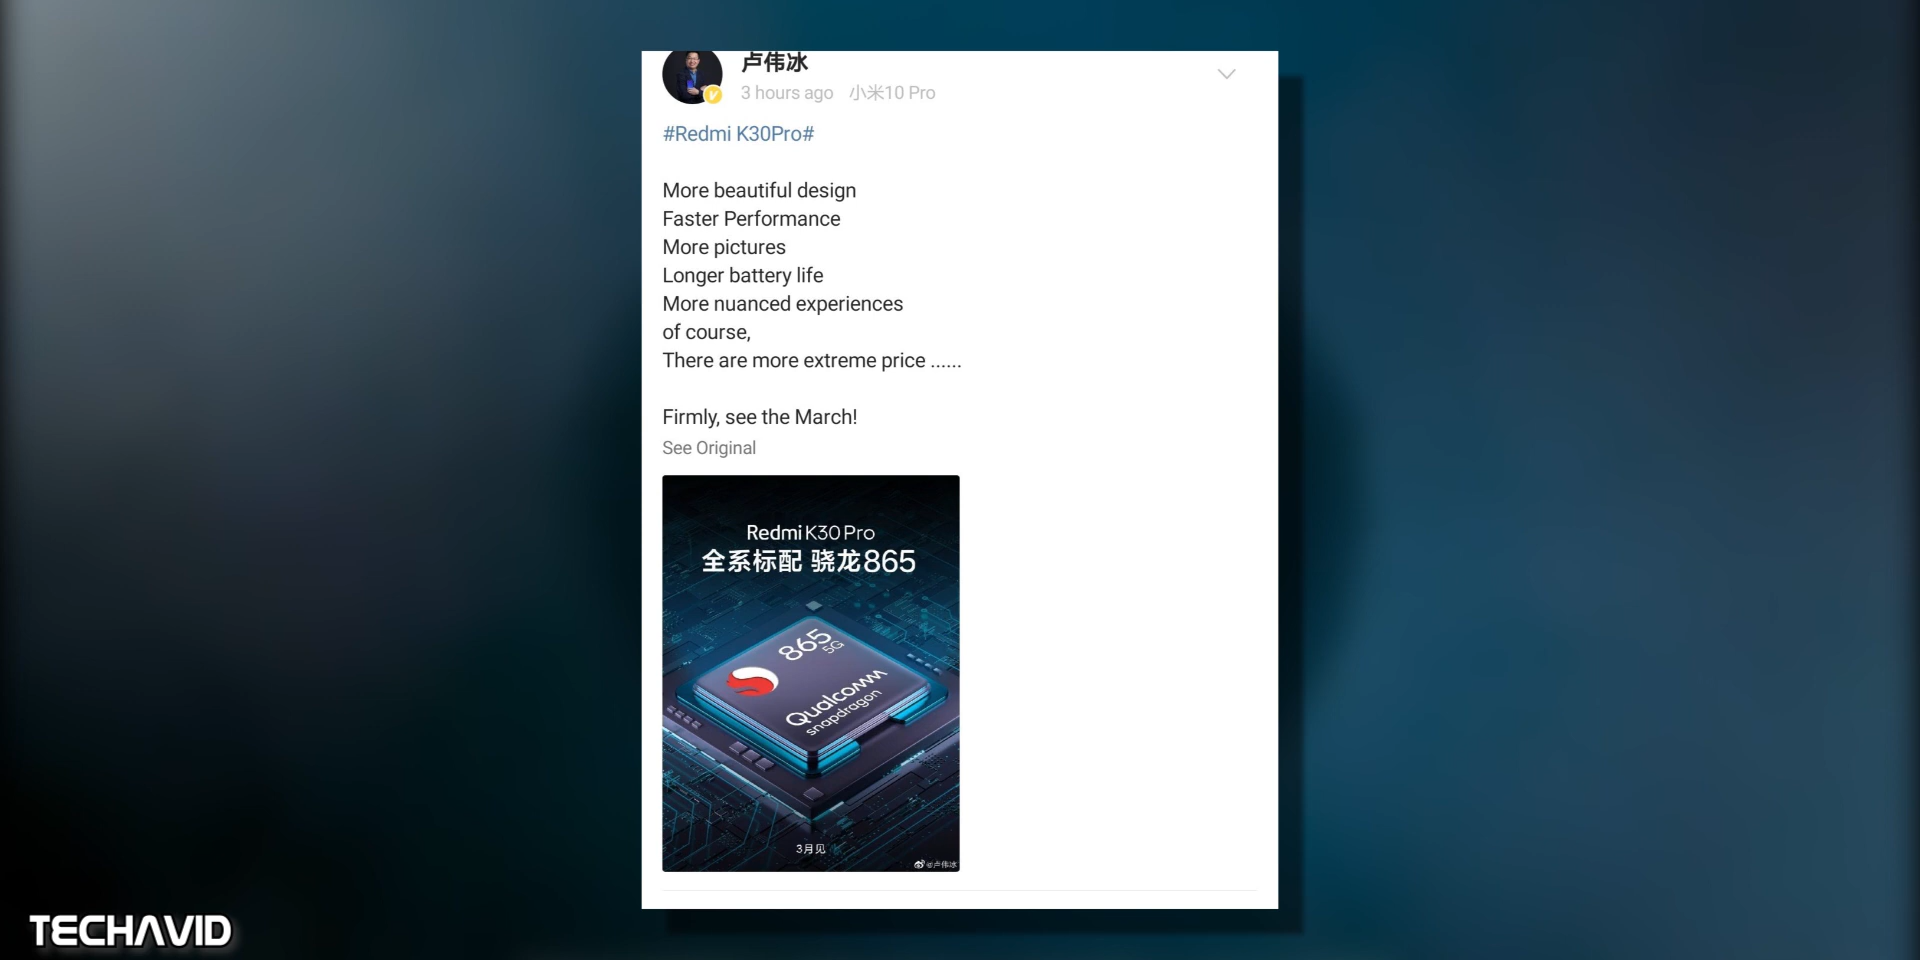 卢伟冰
3 hours ago 小米10 Pro
#Redmi K30Pro#
More beautiful design
Faster Performance
More pictures
Longer battery life
More nuanced experiences
of course,
There are more extreme price ......
Firmly, see the March!
See Original
Redmi K30 Pro
全系标配 骁龙865
865
5G
Qualcomm
snapdragon
3月见
@卢伟冰
TECHAVID